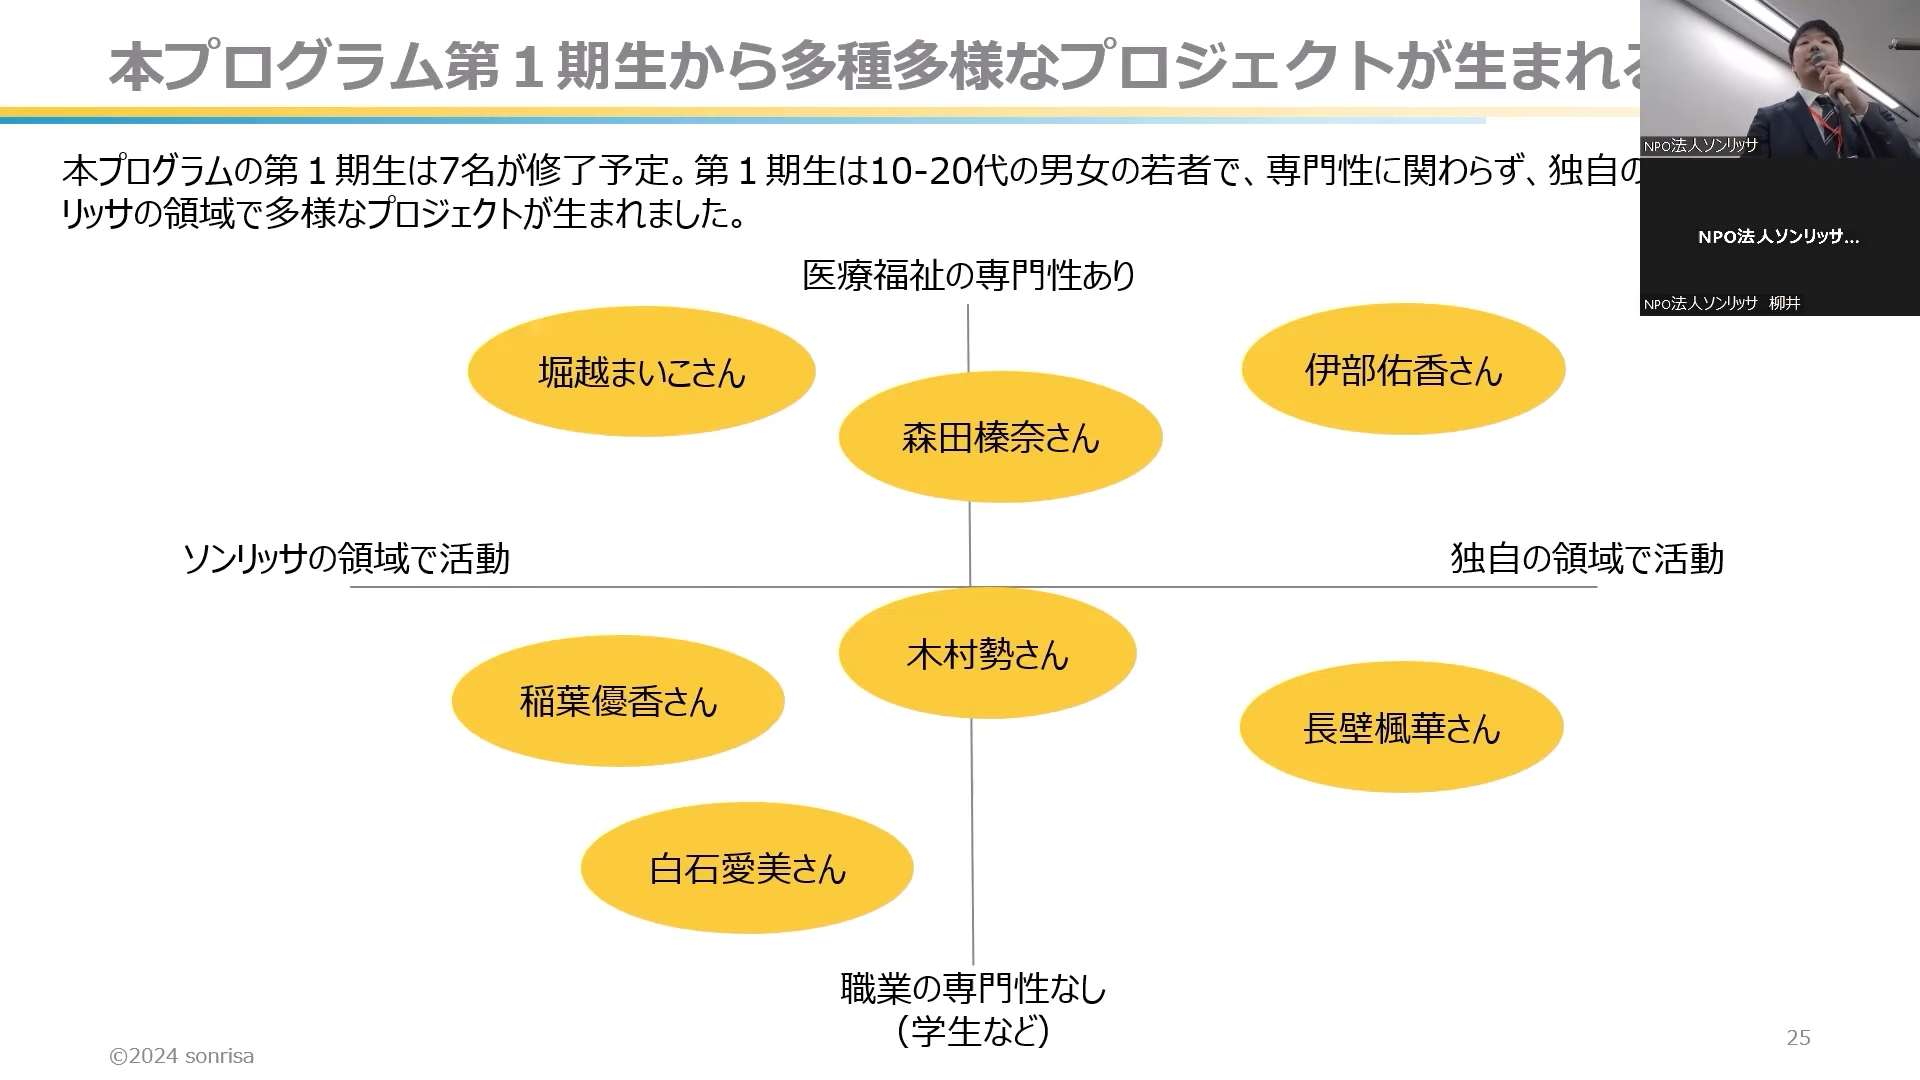 本プログラム第１期生から多種多様なプロジェクトが生まれる
本プログラムの第１期生は7名が修了予定。第１期生は10-20代の男女の若者で、専門性に関わらず、独自の
リッサの領域で多様なプロジェクトが生まれました。
NPO法人ソンリッサ
NPO法人ソンリッサ...
NPO法人ソンリッサ 柳井
医療福祉の専門性あり
堀越まいこさん
伊部佑香さん
森田榛奈さん
ソンリッサの領域で活動
独自の領域で活動
木村勢さん
稲葉優香さん
長壁楓華さん
白石愛美さん
職業の専門性なし
（学生など）
©2024 sonrisa
25